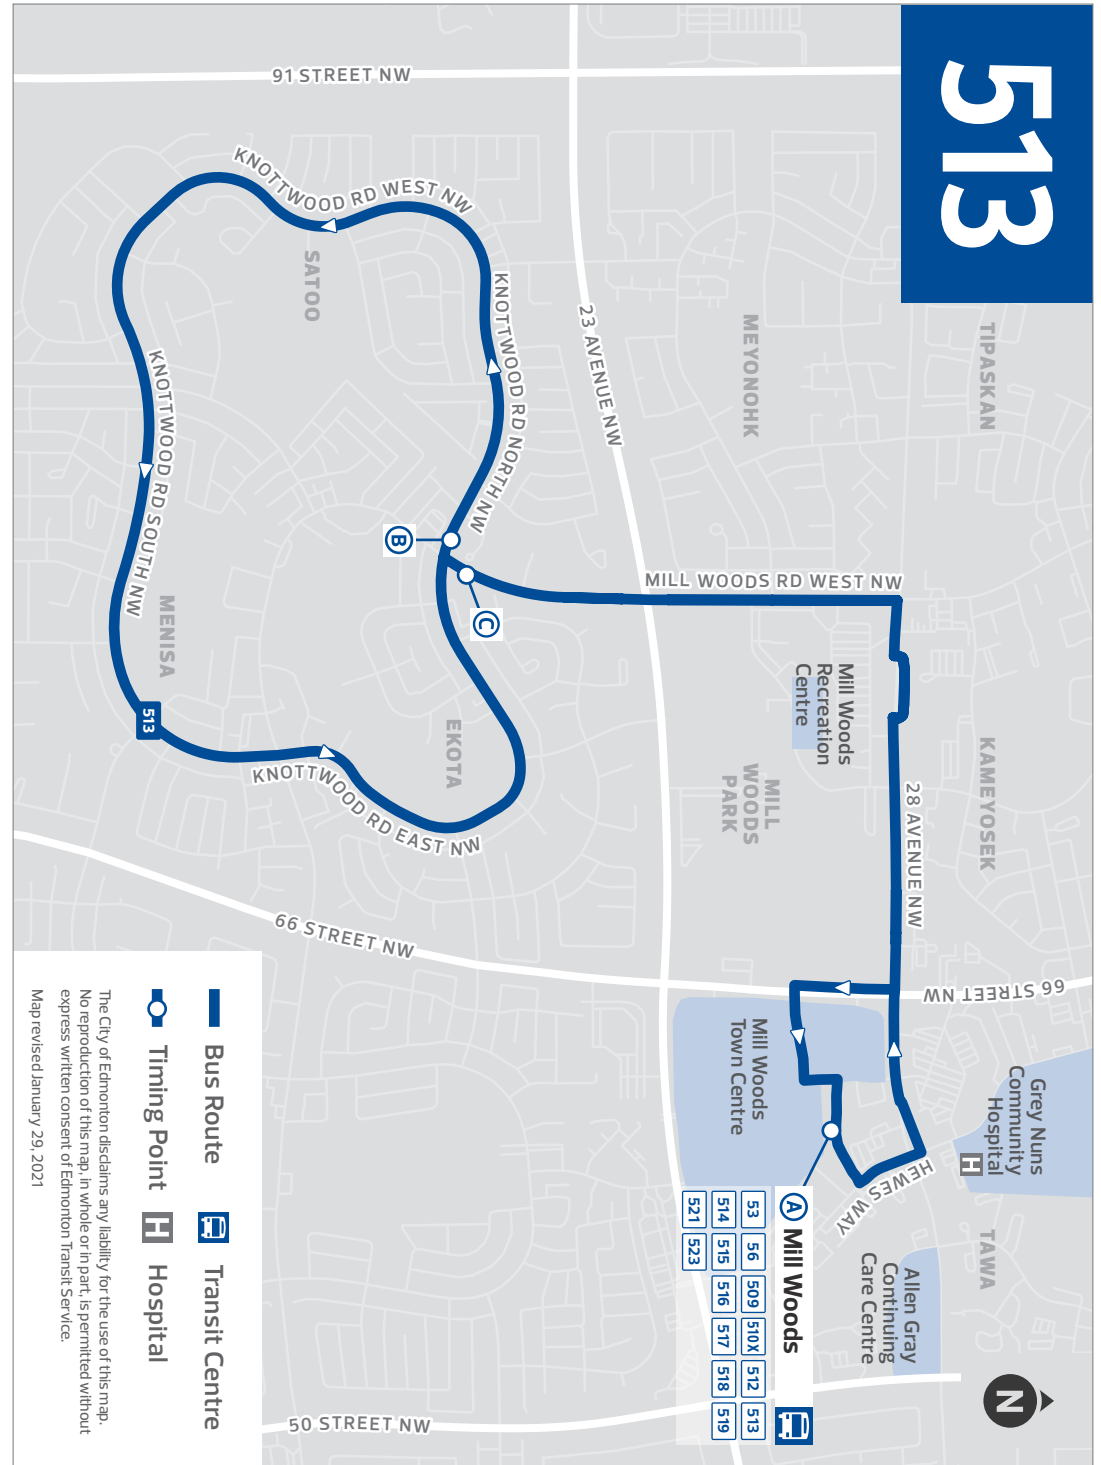 513
91 STREET NW
KNOTTWOOD RD WEST NW
SATOO
KNOTTWOOD RD NORTH NW
KNOTTWOOD RD SOUTH NW
23 AVENUE NW
MEYONOHK
TIPASKAN
B
C
MILL WOODS RD WEST NW
MENISA
513
EKOTA
KNOTTWOOD RD EAST NW
Mill Woods
Recreation
Centre
MILL
WOODS
PARK
KAMEYOSEK
28 AVENUE NW
66 STREET NW
66 STREET NW
Mill Woods
Town Centre
Grey Nuns
Community
Hospital
H
HEWES WAY
TAWA
Allen Gray
Continuing
Care Centre
A Mill Woods
53 56 509 510X 512 513
514 515 516 517 518 519
521 523
50 STREET NW
N
Bus Route
Transit Centre
Timing Point
H Hospital
The City of Edmonton disclaims any liability for the use of this map.
No reproduction of this map, in whole or in part, is permitted without
express written consent of Edmonton Transit Service.
Map revised January 29, 2021